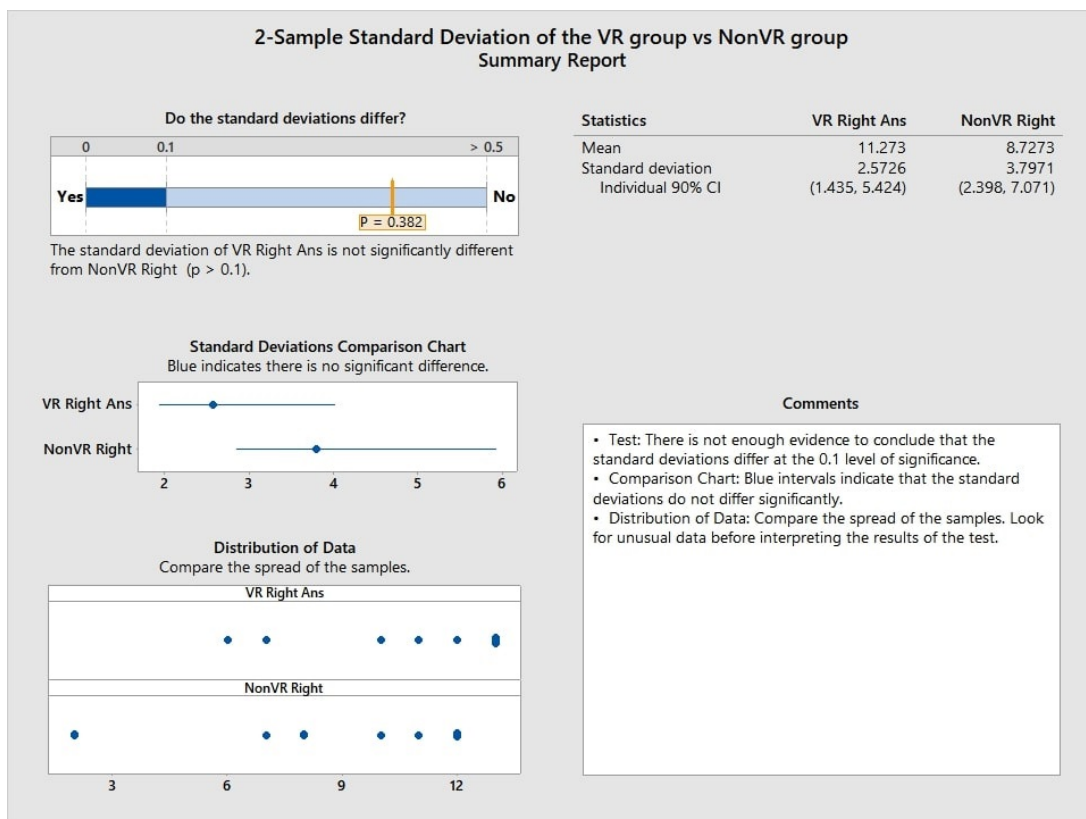 2-Sample Standard Deviation of the VR group vs NonVR group
Summary Report
Do the standard deviations differ?
0 0.1 > 0.5
Yes No
P = 0.382
The standard deviation of VR Right Ans is not significantly different
from NonVR Right (p > 0.1).
Statistics VR Right Ans NonVR Right
Mean 11.273 8.7273
Standard deviation 2.5726 3.7971
Individual 90% CI (1.435, 5.424) (2.398, 7.071)
Standard Deviations Comparison Chart
Blue indicates there is no significant difference.
VR Right Ans
NonVR Right
2 3 4 5 6
Distribution of Data
Compare the spread of the samples.
VR Right Ans
NonVR Right
3 6 9 12
Comments
• Test: There is not enough evidence to conclude that the
standard deviations differ at the 0.1 level of significance.
• Comparison Chart: Blue intervals indicate that the standard
deviations do not differ significantly.
• Distribution of Data: Compare the spread of the samples. Look
for unusual data before interpreting the results of the test.